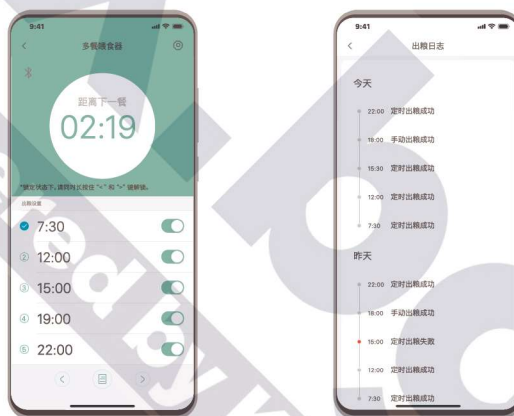 9:41
多餐喂食器
距离下一餐
02:19
*锁定状态下,请同时长按住 "<" 和 ">" 键解锁。
出粮设置
7:30
② 12:00
③ 15:00
④ 19:00
⑤ 22:00
9:41
出粮日志
今天
22:00 定时出粮成功
18:00 手动出粮成功
15:30 定时出粮成功
12:00 定时出粮成功
7:30 定时出粮成功
昨天
22:00 定时出粮成功
18:00 手动出粮成功
15:00 定时出粮失败
12:00 定时出粮成功
7:30 定时出粮成功